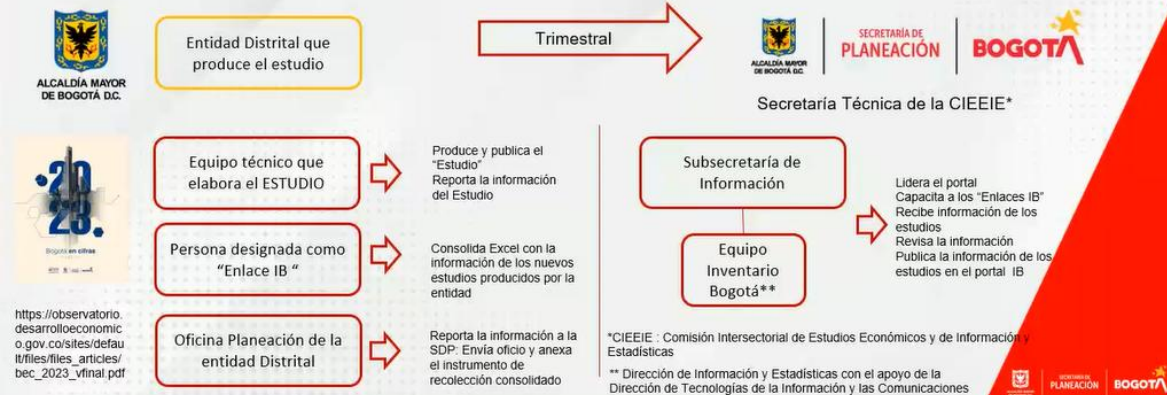 ALCALDÍA MAYOR
DE BOGOTÁ D.C.
Entidad Distrital que
produce el estudio
Trimestral
ALCALDÍA MAYOR
DE BOGOTÁ D.C.
SECRETARÍA DE
PLANEACIÓN
BOGOTÁ
Secretaría Técnica de la CIEEIE*
2023.
Bogotá en cifras
https://observatorio.
desarrolloeconomic
o.gov.co/sites/defau
lt/files/files_articles/
bec_2023_vfinal.pdf
Equipo técnico que
elabora el ESTUDIO
Produce y publica el
"Estudio"
Reporta la información
del Estudio
Persona designada como
"Enlace IB "
Consolida Excel con la
información de los nuevos
estudios producidos por la
entidad
Oficina Planeación de la
entidad Distrital
Reporta la información a la
SDP: Envía oficio y anexa
el instrumento de
recolección consolidado
Subsecretaría de
Información
Equipo
Inventario
Bogotá**
Lidera el portal
Capacita a los "Enlaces IB"
Recibe información de los
estudios
Revisa la información
Publica la información de los
estudios en el portal IB
*CIEEIE : Comisión Intersectorial de Estudios Económicos y de Información y
Estadísticas
** Dirección de Información y Estadísticas con el apoyo de la
Dirección de Tecnologías de la Información y las Comunicaciones
SECRETARÍA DE
PLANEACIÓN
BOGOTÁ